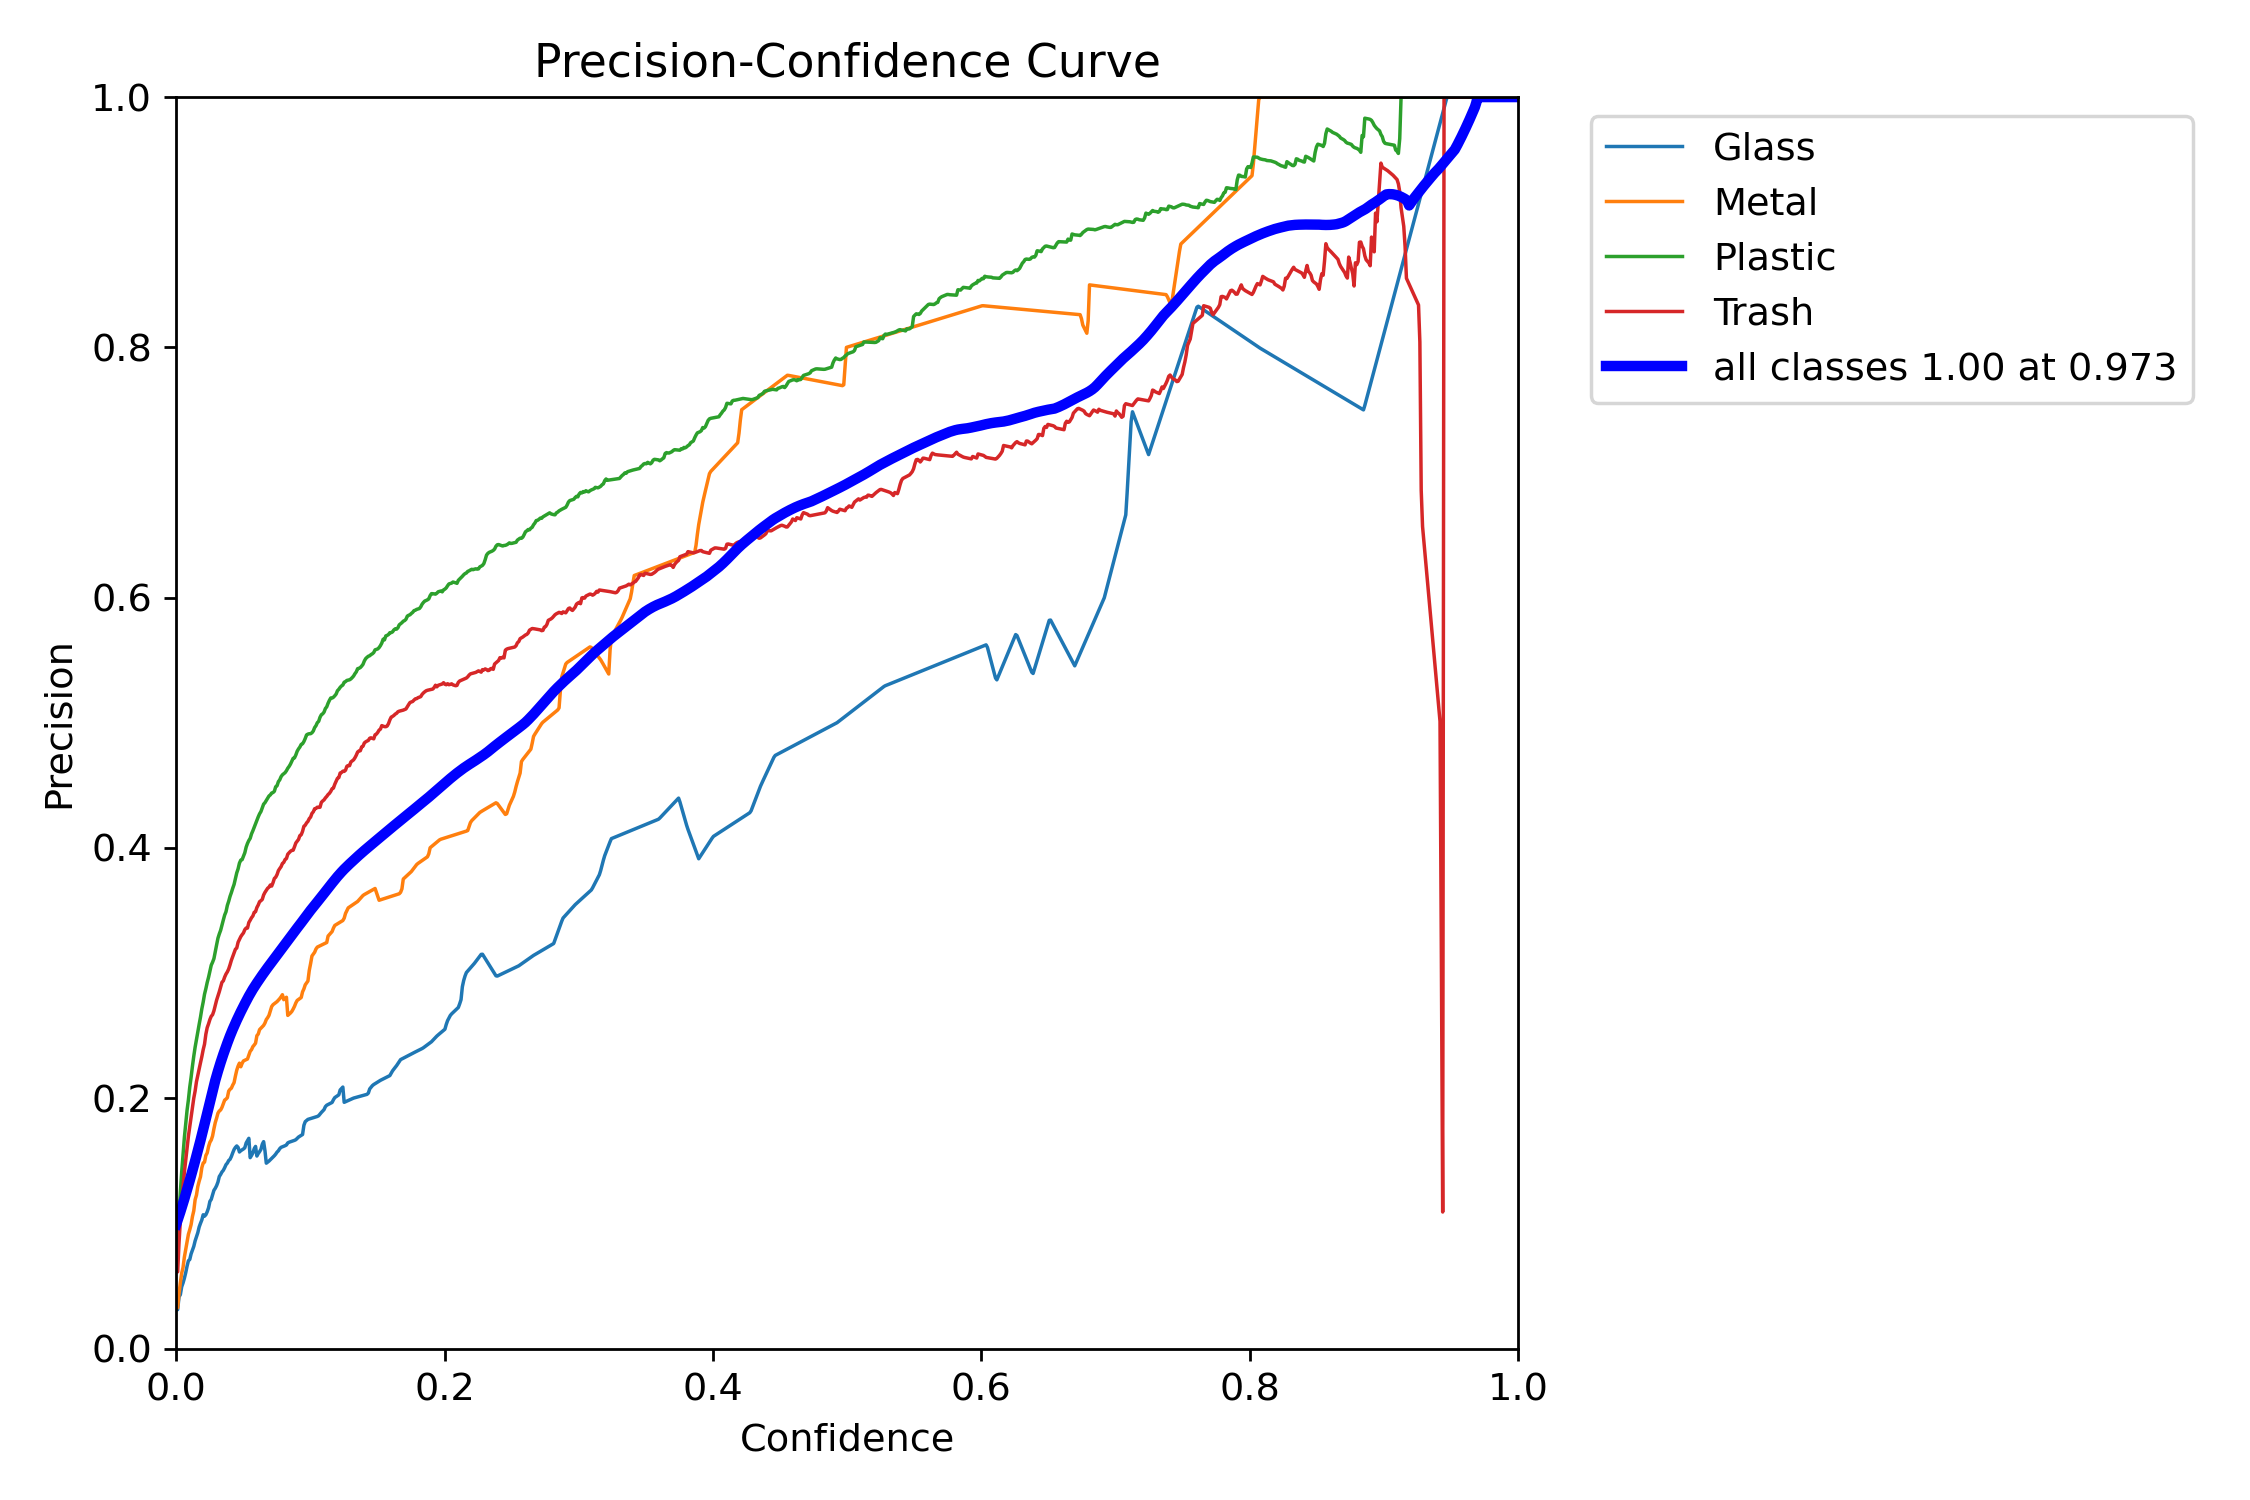 Precision-Confidence Curve
1.0
0.8
0.6
0.4
0.2
0.0
Precision
0.0 0.2 0.4 0.6 0.8 1.0
Confidence
Glass
Metal
Plastic
Trash
all classes 1.00 at 0.973